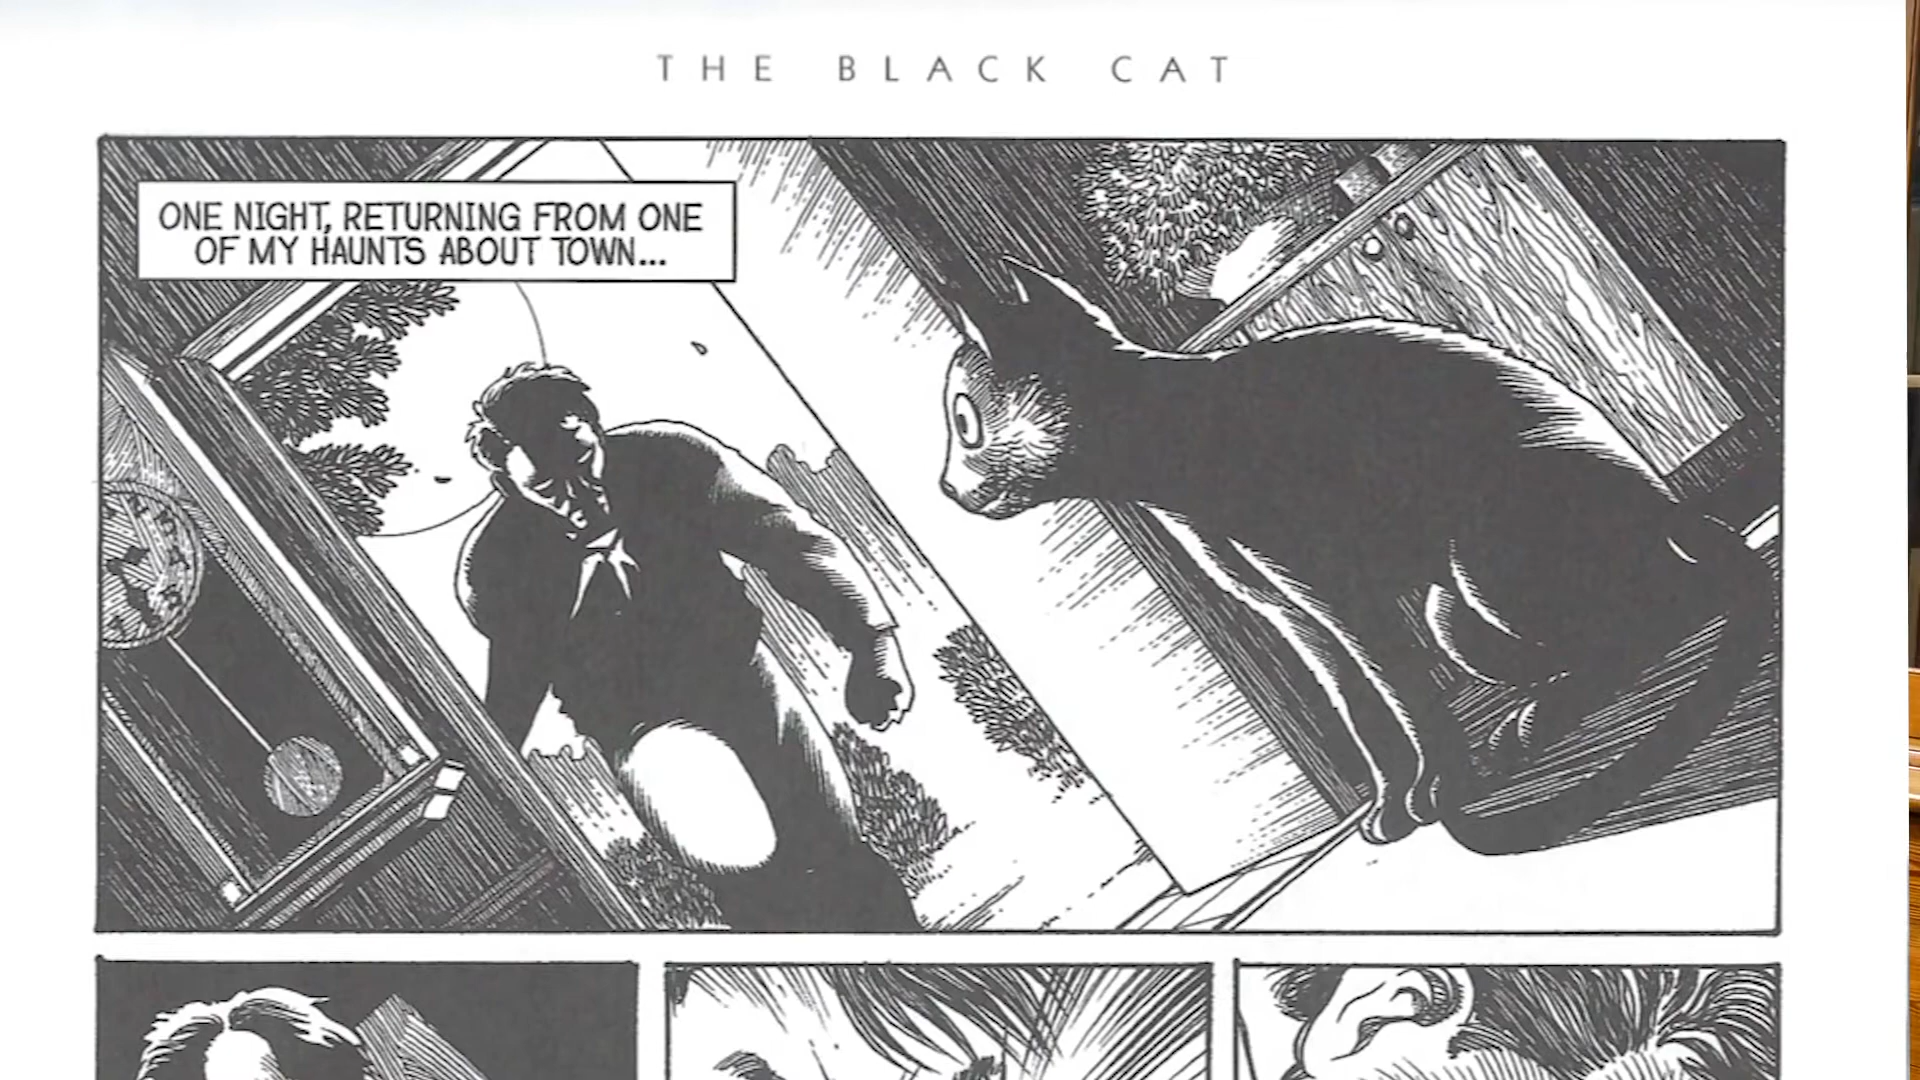 THE BLACK CAT
ONE NIGHT, RETURNING FROM ONE
OF MY HAUNTS ABOUT TOWN...